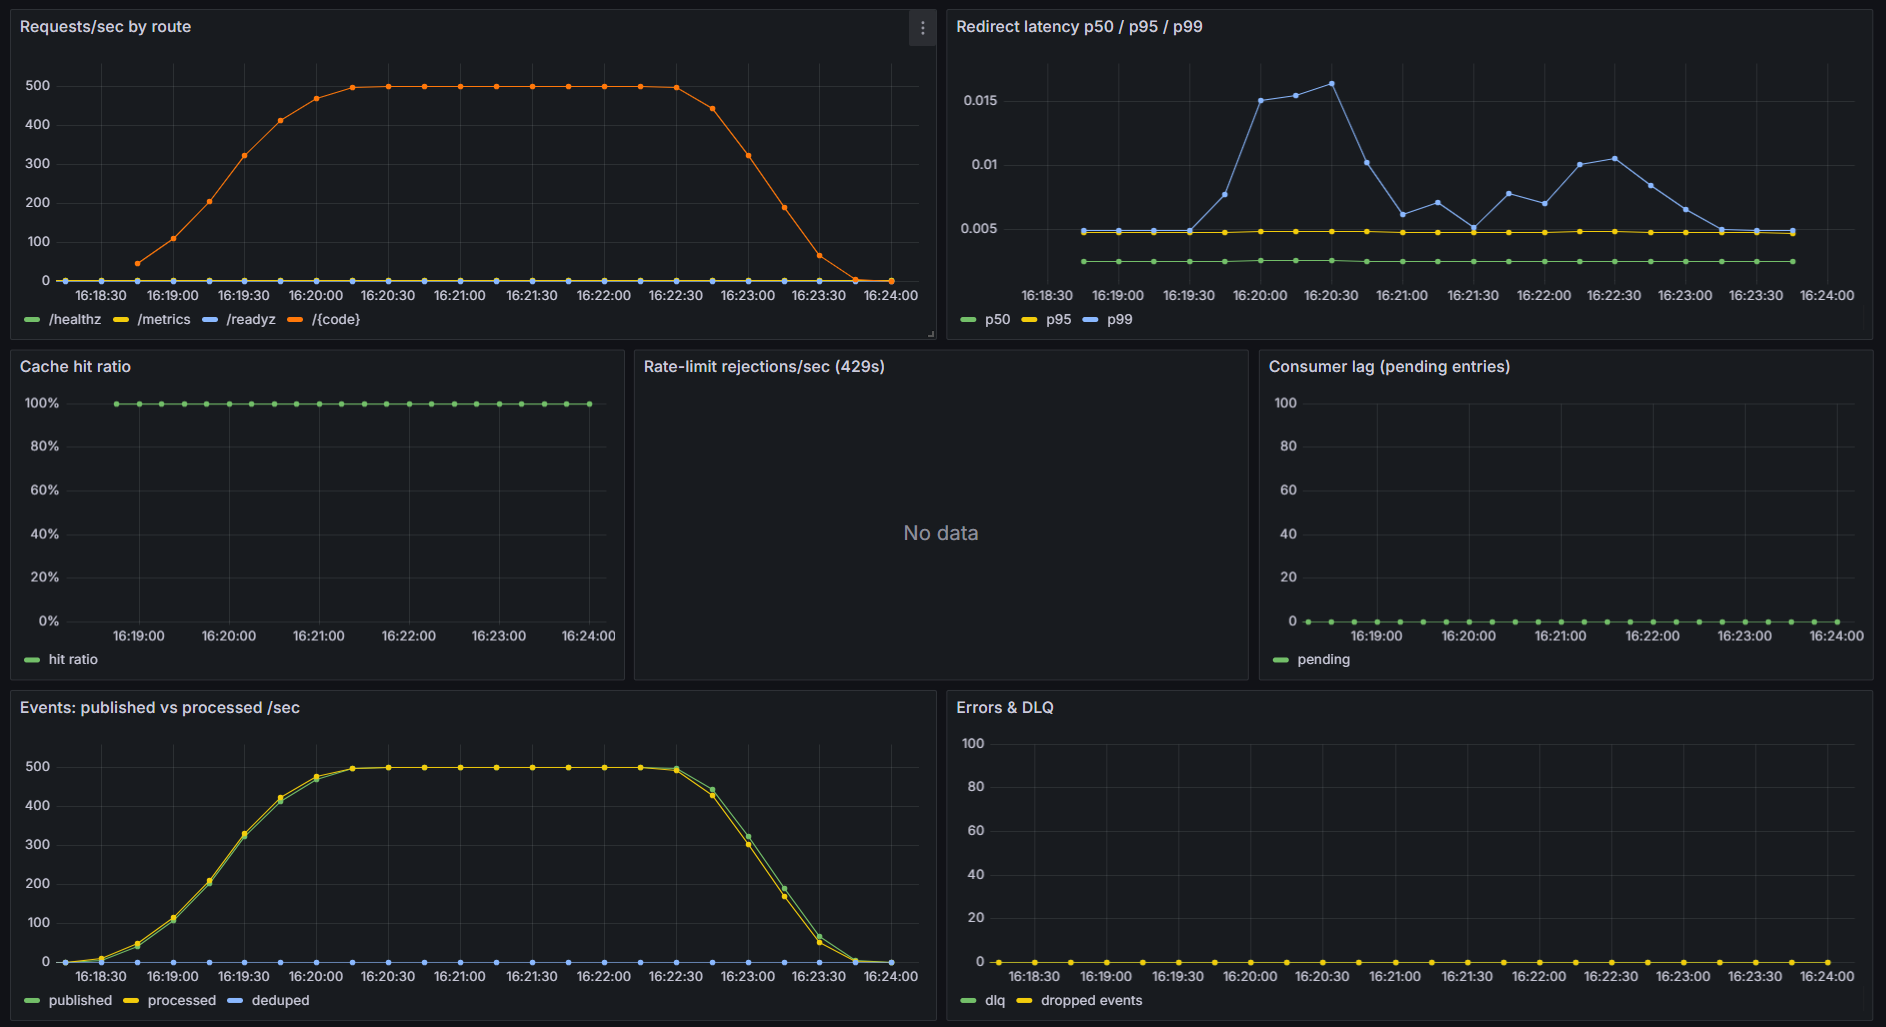 Requests/sec by route
500
400
300
200
100
0
16:18:30 16:19:00 16:19:30 16:20:00 16:20:30 16:21:00 16:21:30 16:22:00 16:22:30 16:23:00 16:23:30 16:24:00
/healthz /metrics /readyz /{code}
Redirect latency p50 / p95 / p99
0.015
0.01
0.005
16:18:30 16:19:00 16:19:30 16:20:00 16:20:30 16:21:00 16:21:30 16:22:00 16:22:30 16:23:00 16:23:30 16:24:00
p50 p95 p99
Cache hit ratio
100%
80%
60%
40%
20%
0%
16:19:00 16:20:00 16:21:00 16:22:00 16:23:00 16:24:00
hit ratio
Rate-limit rejections/sec (429s)
No data
Consumer lag (pending entries)
100
80
60
40
20
0
16:19:00 16:20:00 16:21:00 16:22:00 16:23:00 16:24:00
pending
Events: published vs processed /sec
500
400
300
200
100
0
16:18:30 16:19:00 16:19:30 16:20:00 16:20:30 16:21:00 16:21:30 16:22:00 16:22:30 16:23:00 16:23:30 16:24:00
published processed deduped
Errors & DLQ
100
80
60
40
20
0
16:18:30 16:19:00 16:19:30 16:20:00 16:20:30 16:21:00 16:21:30 16:22:00 16:22:30 16:23:00 16:23:30 16:24:00
dlq dropped events